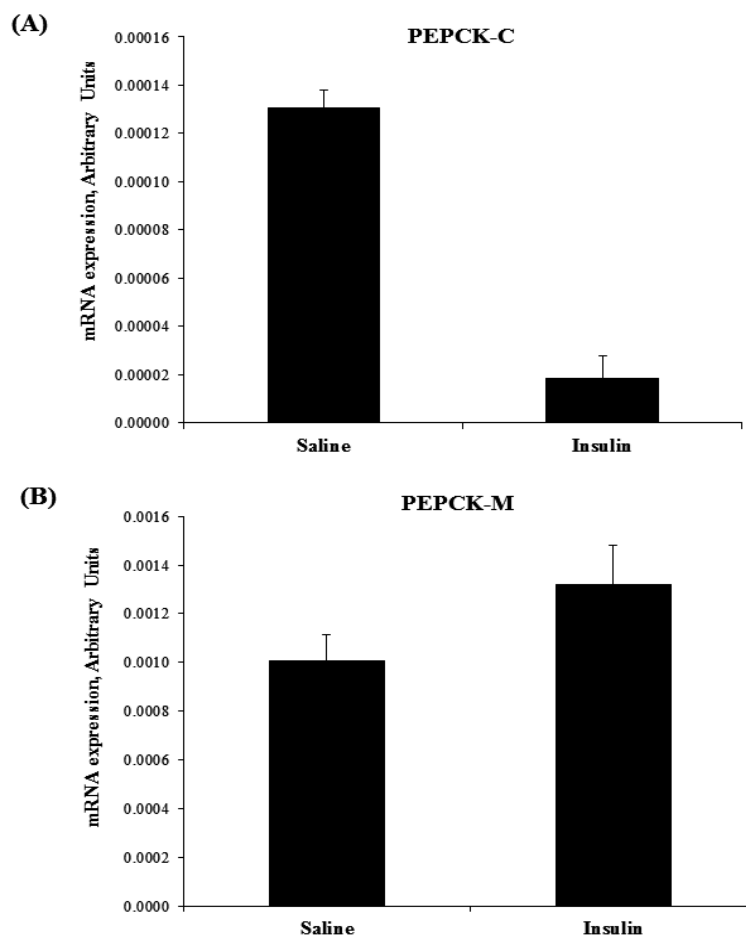 (A)
PEPCK-C
mRNA expression, Arbitrary Units
0.00016
0.00014
0.00012
0.00010
0.00008
0.00006
0.00004
0.00002
0.00000
Saline Insulin
(B)
PEPCK-M
mRNA expression, Arbitrary Units
0.0016
0.0014
0.0012
0.0010
0.0008
0.0006
0.0004
0.0002
0.0000
Saline Insulin